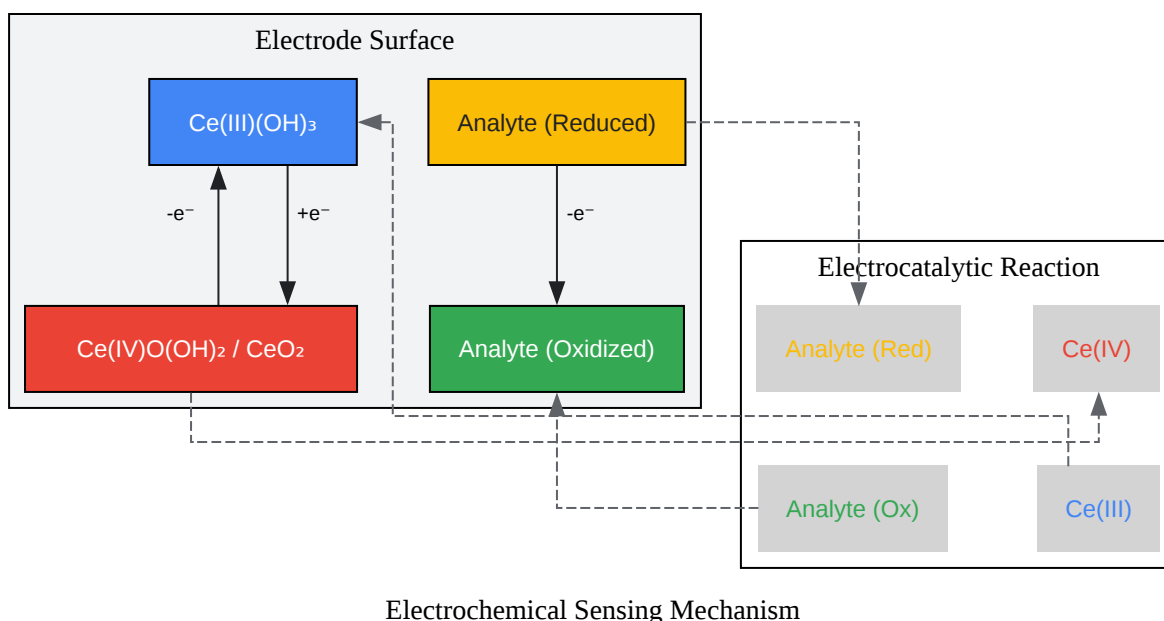 Electrode Surface
Ce(III)(OH)₃
Analyte (Reduced)
-e⁻
+e⁻
-e⁻
Ce(IV)O(OH)₂ / CeO₂
Analyte (Oxidized)
Electrocatalytic Reaction
Analyte (Red)
Ce(IV)
Analyte (Ox)
Ce(III)
Electrochemical Sensing Mechanism